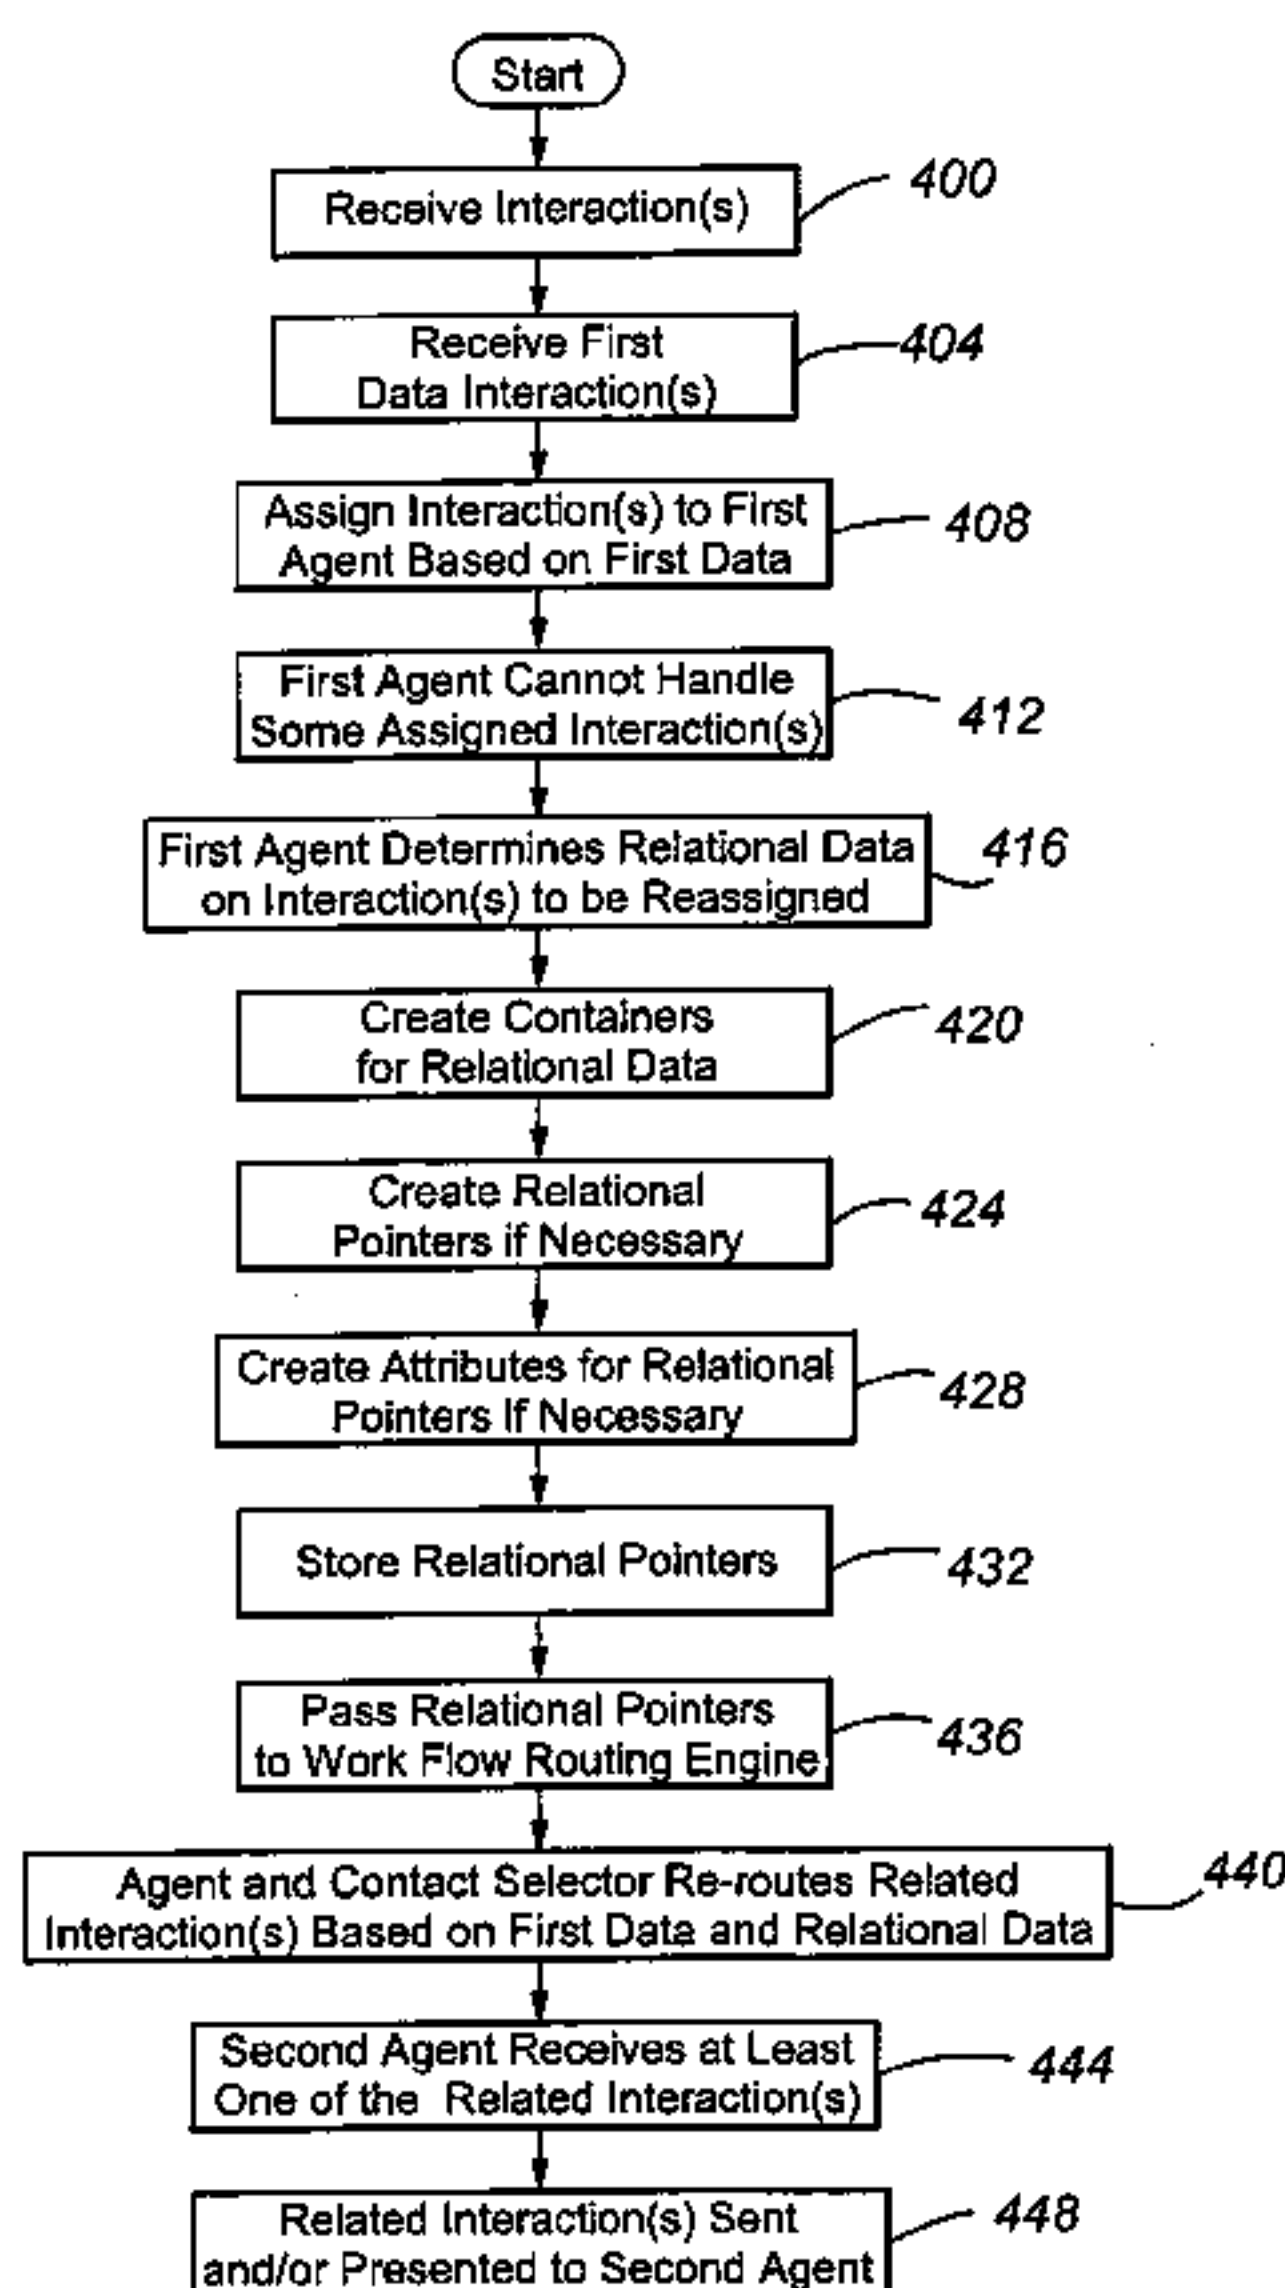 Start
Receive Interaction(s)
400
Receive First
Data Interaction(s)
404
Assign Interaction(s) to First
Agent Based on First Data
408
First Agent Cannot Handle
Some Assigned Interaction(s)
412
First Agent Determines Relational Data
on Interaction(s) to be Reassigned
416
Create Containers
for Relational Data
420
Create Relational
Pointers if Necessary
424
Create Attributes for Relational
Pointers If Necessary
428
Store Relational Pointers
432
Pass Relational Pointers
to Work Flow Routing Engine
436
Agent and Contact Selector Re-routes Related
Interaction(s) Based on First Data and Relational Data
440
Second Agent Receives at Least
One of the Related Interaction(s)
444
Related Interaction(s) Sent
and/or Presented to Second Agent
448